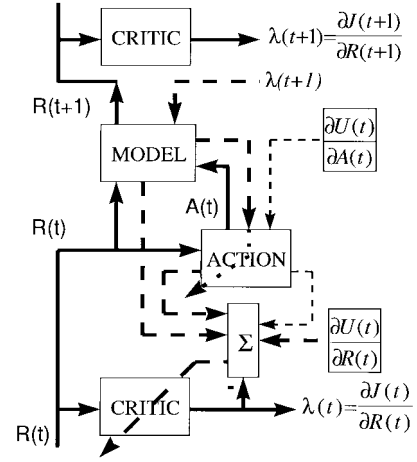 CRITIC
λ(t+1)=∂J(t+1)/∂R(t+1)
λ(t+1)
R(t+1)
MODEL
∂U(t)/∂A(t)
A(t)
R(t)
ACTION
Σ
∂U(t)/∂R(t)
CRITIC
λ(t)=∂J(t)/∂R(t)
R(t)